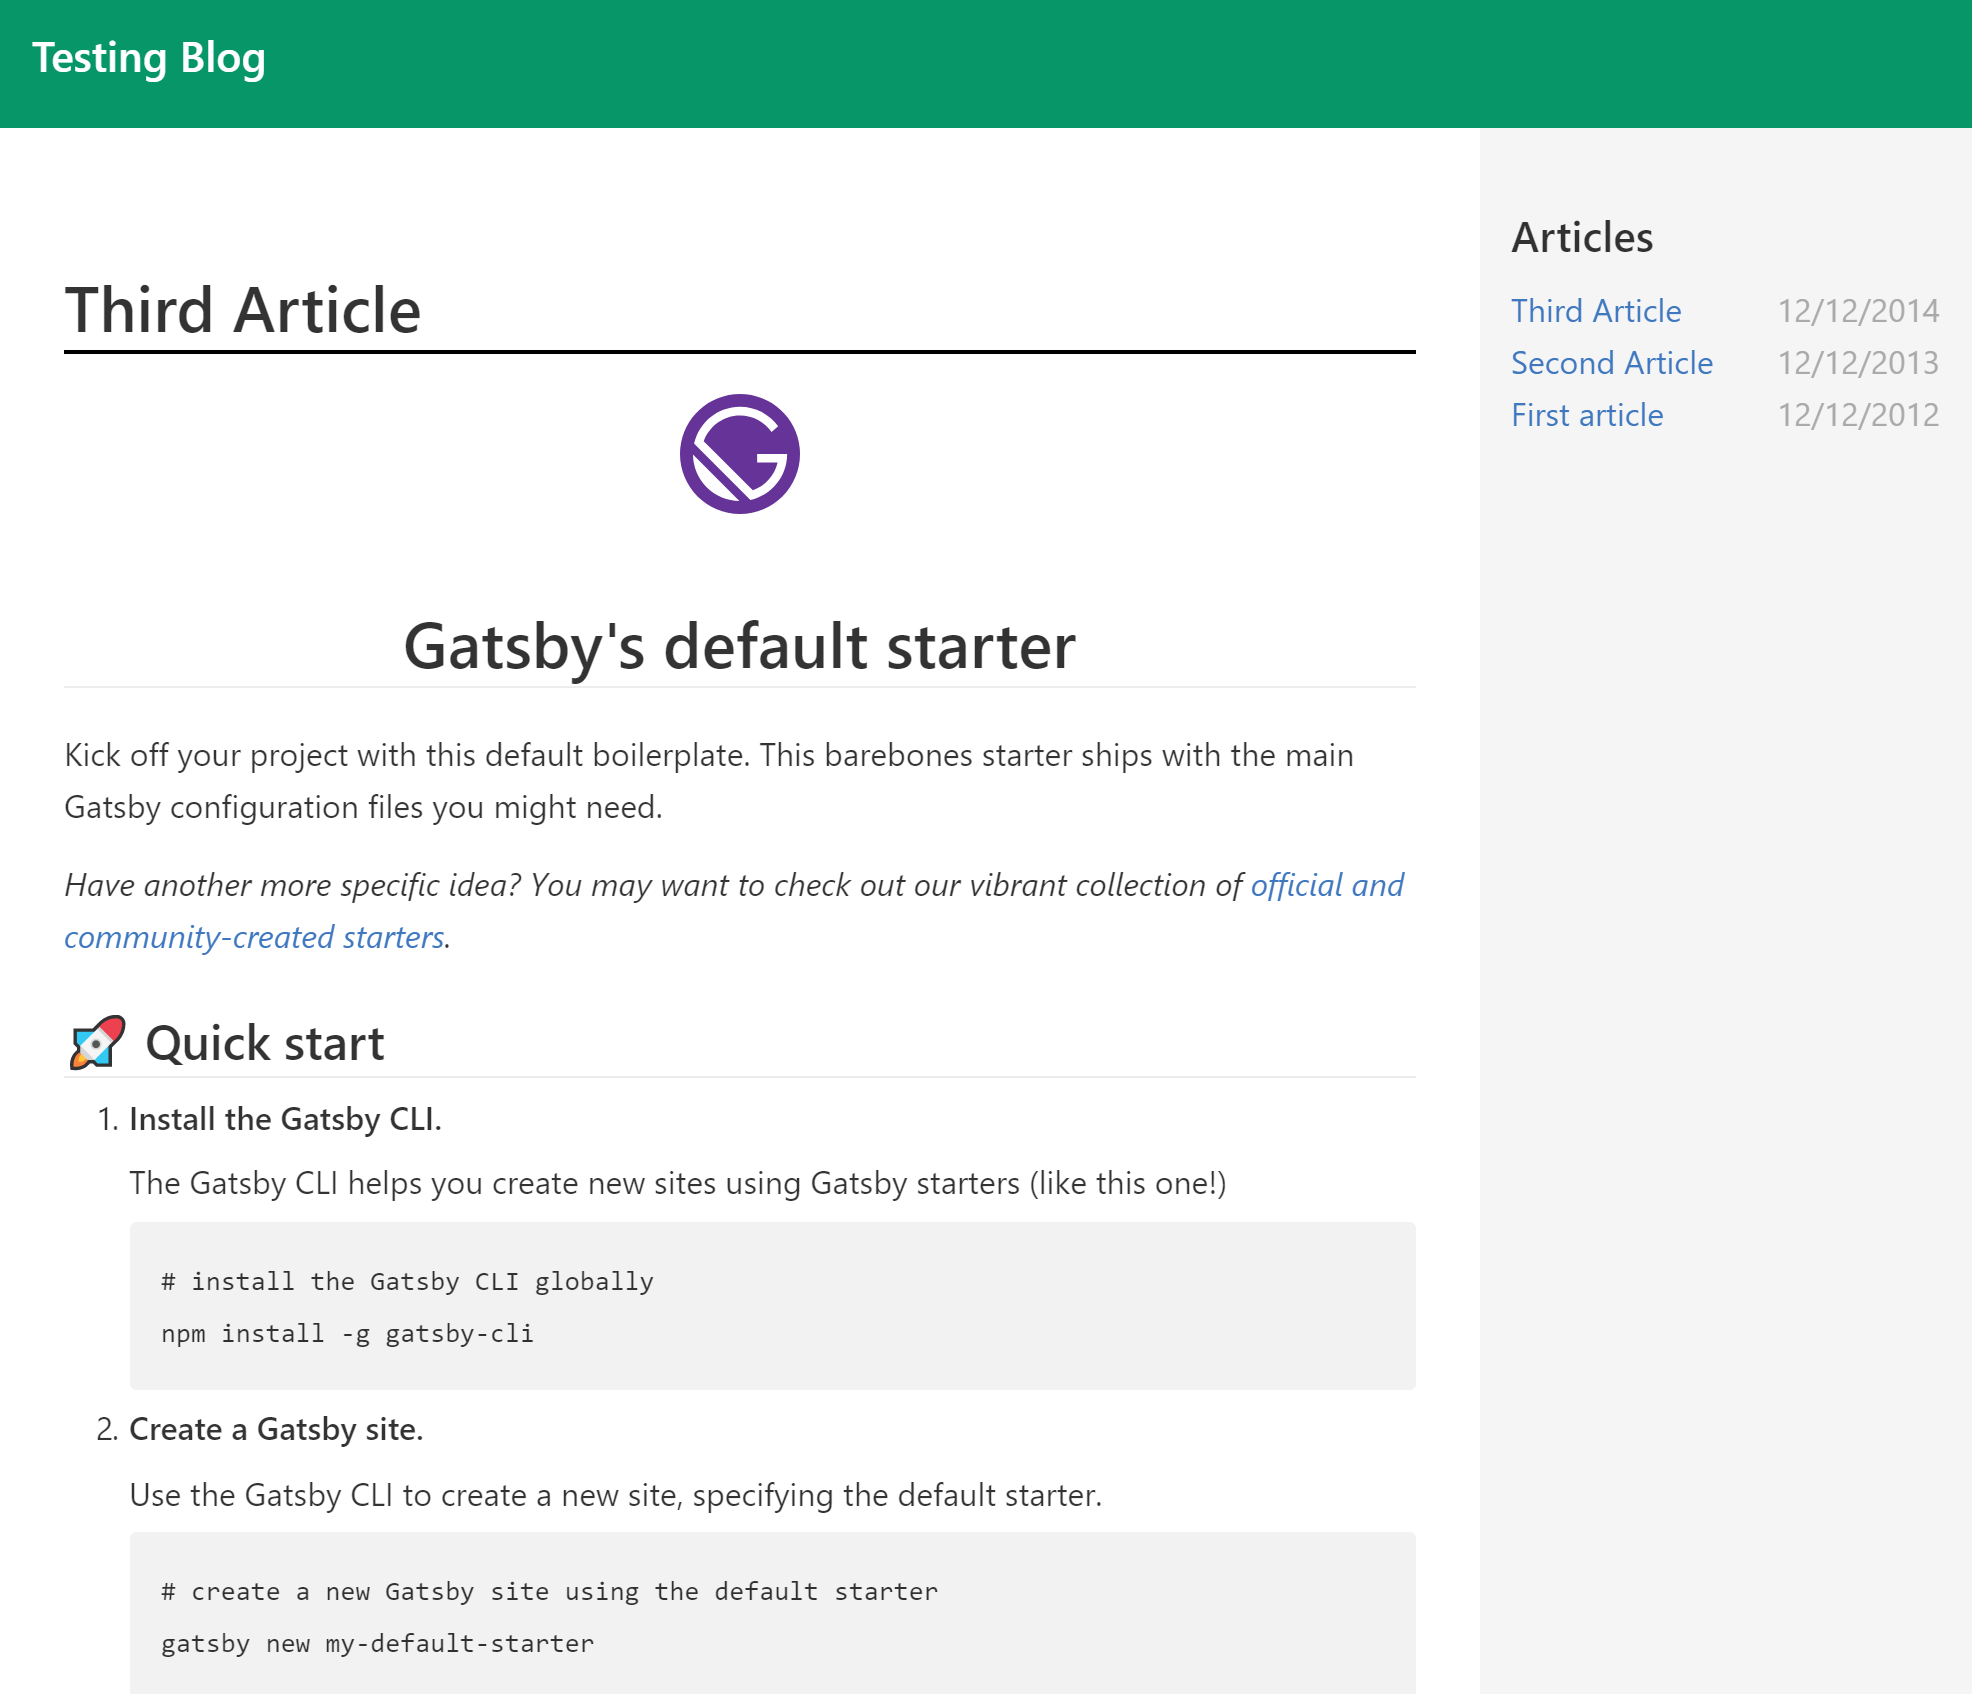 Testing Blog
Third Article
Gatsby's default starter
Kick off your project with this default boilerplate. This barebones starter ships with the main
Gatsby configuration files you might need.
Have another more specific idea? You may want to check out our vibrant collection of official and
community-created starters.
🚀 Quick start
1. Install the Gatsby CLI.
The Gatsby CLI helps you create new sites using Gatsby starters (like this one!)
# install the Gatsby CLI globally
npm install -g gatsby-cli
2. Create a Gatsby site.
Use the Gatsby CLI to create a new site, specifying the default starter.
# create a new Gatsby site using the default starter
gatsby new my-default-starter
Articles
Third Article 12/12/2014
Second Article 12/12/2013
First article 12/12/2012